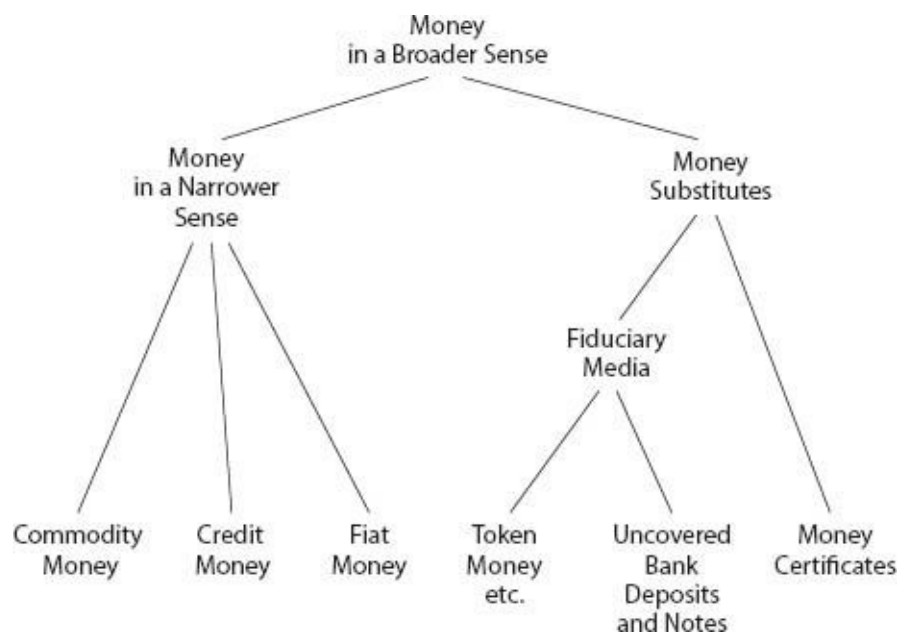 Money
in a Broader Sense
Money
in a Narrower
Sense
Money
Substitutes
Fiduciary
Media
Commodity
Money
Credit
Money
Fiat
Money
Token
Money
etc.
Uncovered
Bank
Deposits
and Notes
Money
Certificates